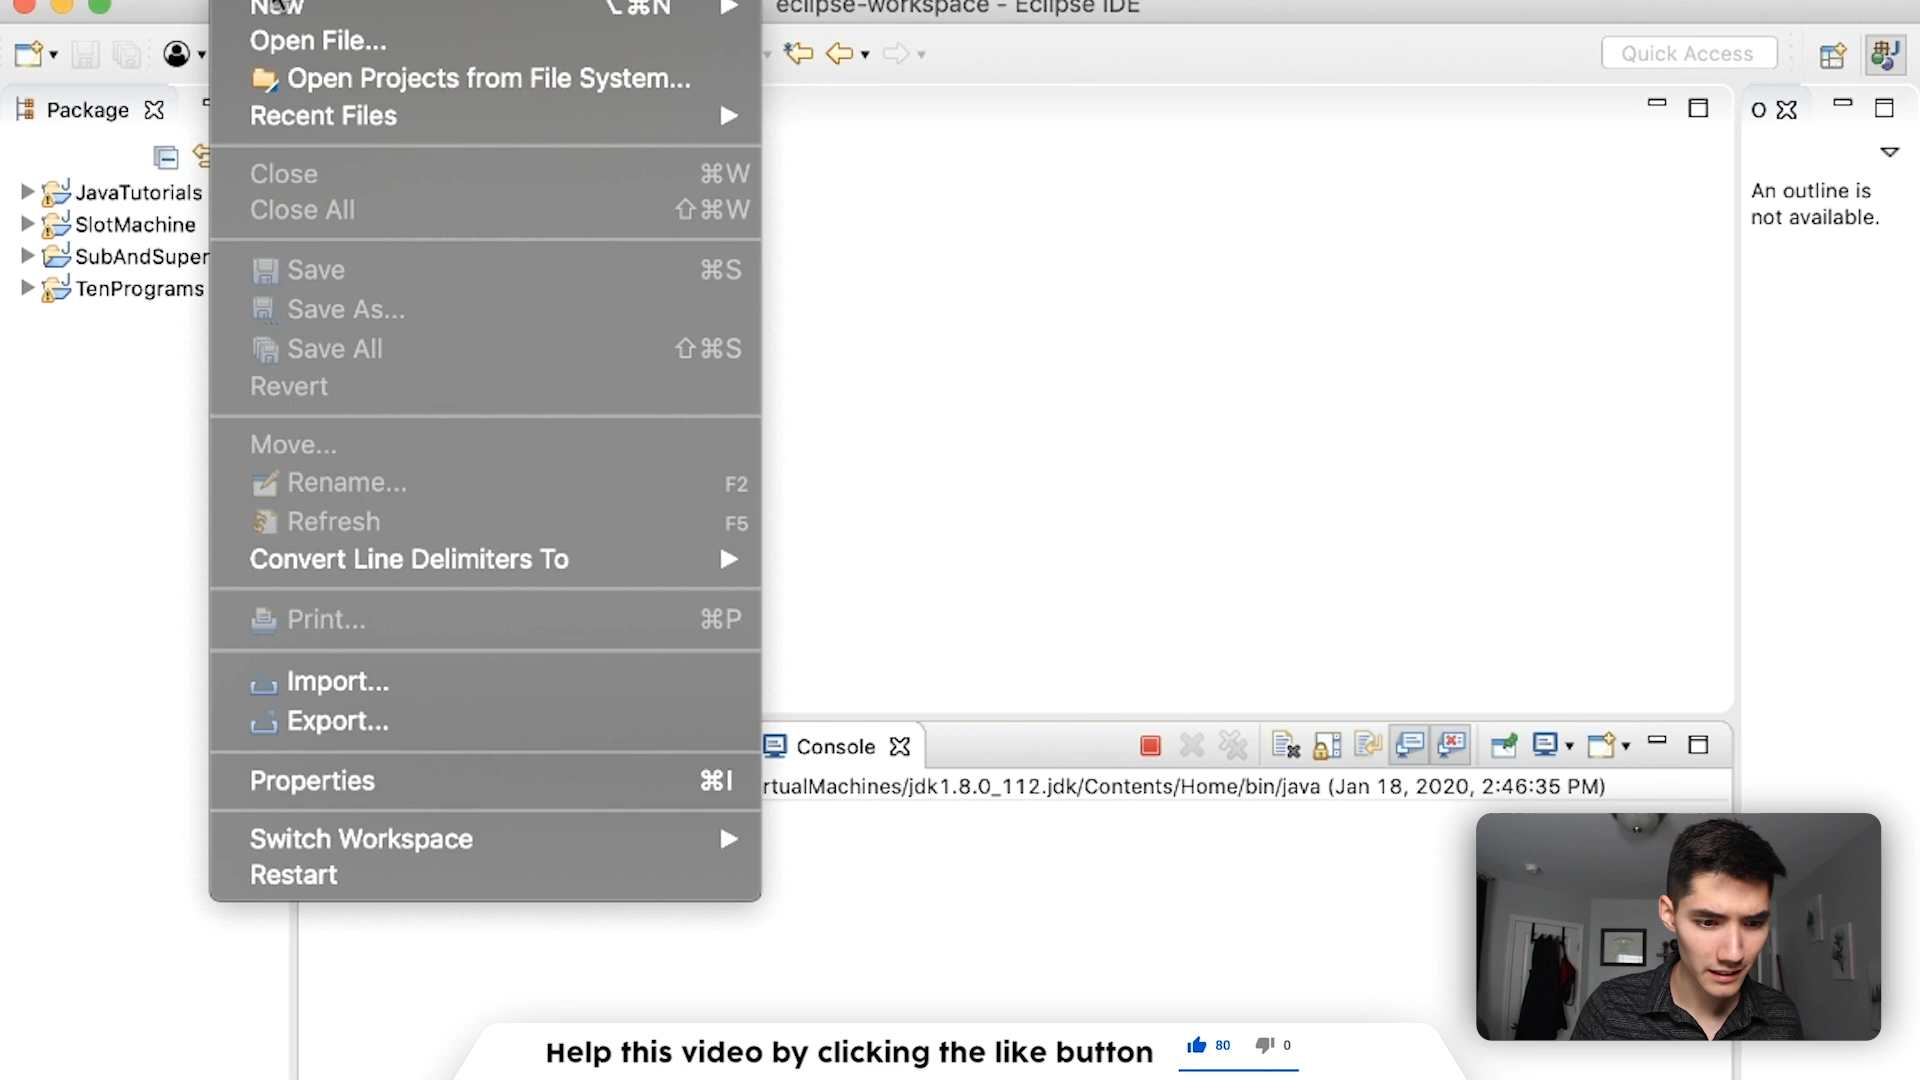 New ⌥⌘N
eclipse-workspace - Eclipse IDE
Open File...
Open Projects from File System...
Recent Files
Quick Access
Package
Close ⌘W
Close All ⇧⌘W
Save ⌘S
Save As...
Save All ⇧⌘S
Revert
Move...
Rename... F2
Refresh F5
Convert Line Delimiters To
Print... ⌘P
Import...
Export...
Properties ⌘I
Switch Workspace
Restart
JavaTutorials
SlotMachine
SubAndSuper
TenPrograms
O
An outline is
not available.
Console
rtualMachines/jdk1.8.0_112.jdk/Contents/Home/bin/java (Jan 18, 2020, 2:46:35 PM)
Help this video by clicking the like button 80 0